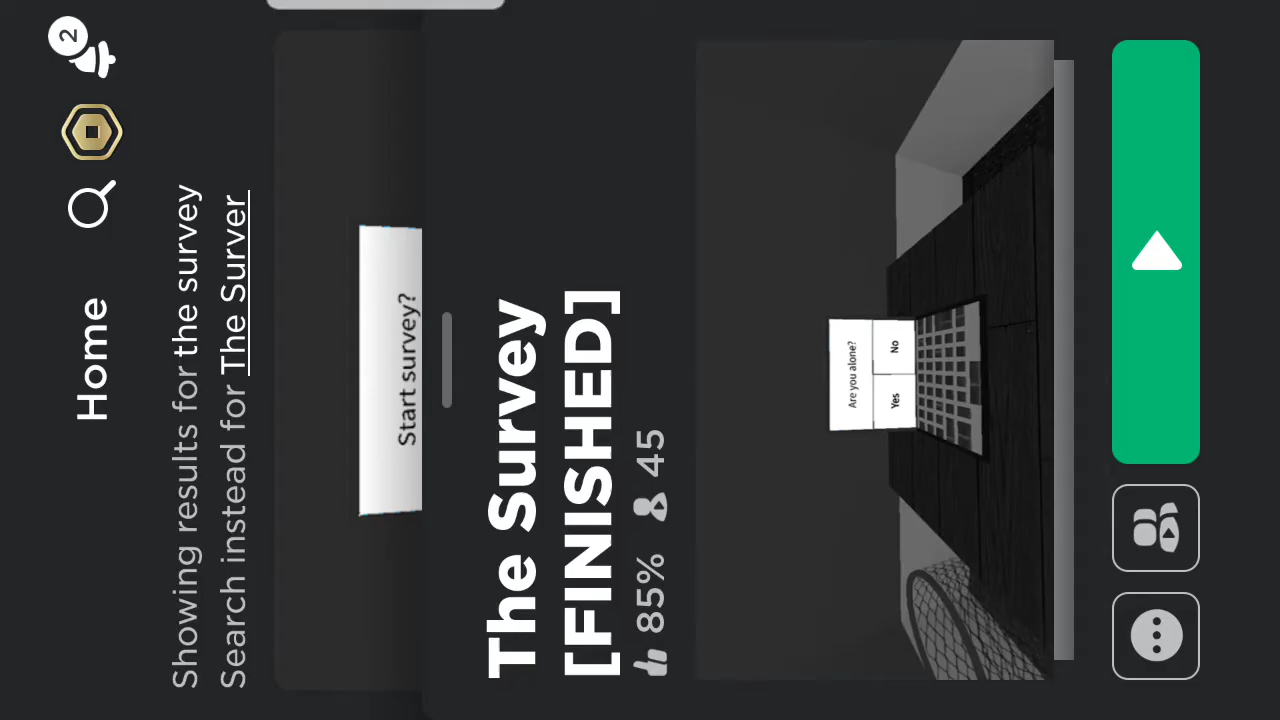 Home
2
Showing results for the survey
Search instead for The Surver
Start survey?
The Survey
[FINISHED]
85% 45
Are you alone?
Yes No